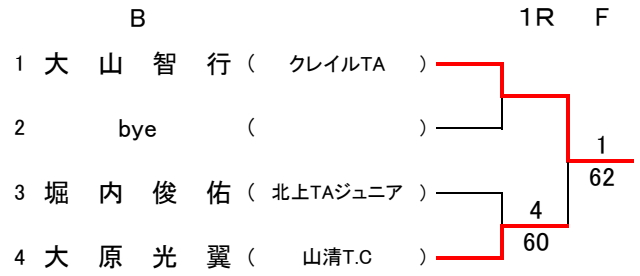 B 1R F
1 大 山 智 行 ( クレイルTA )
2 bye ( )
1
62
3 堀 内 俊 佑 ( 北上TAジュニア )
4
60
4 大 原 光 翼 ( 山清T.C )